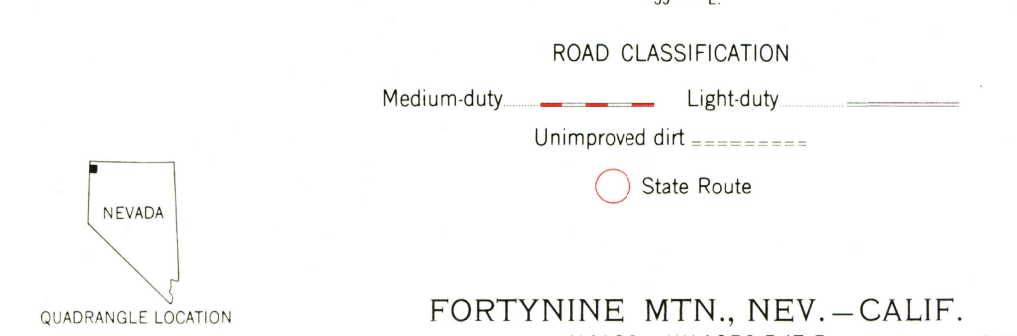 ROAD CLASSIFICATION
Medium-duty Light-duty
Unimproved dirt
State Route
NEVADA
QUADRANGLE LOCATION
FORTYNINE MTN., NEV.—CALIF.